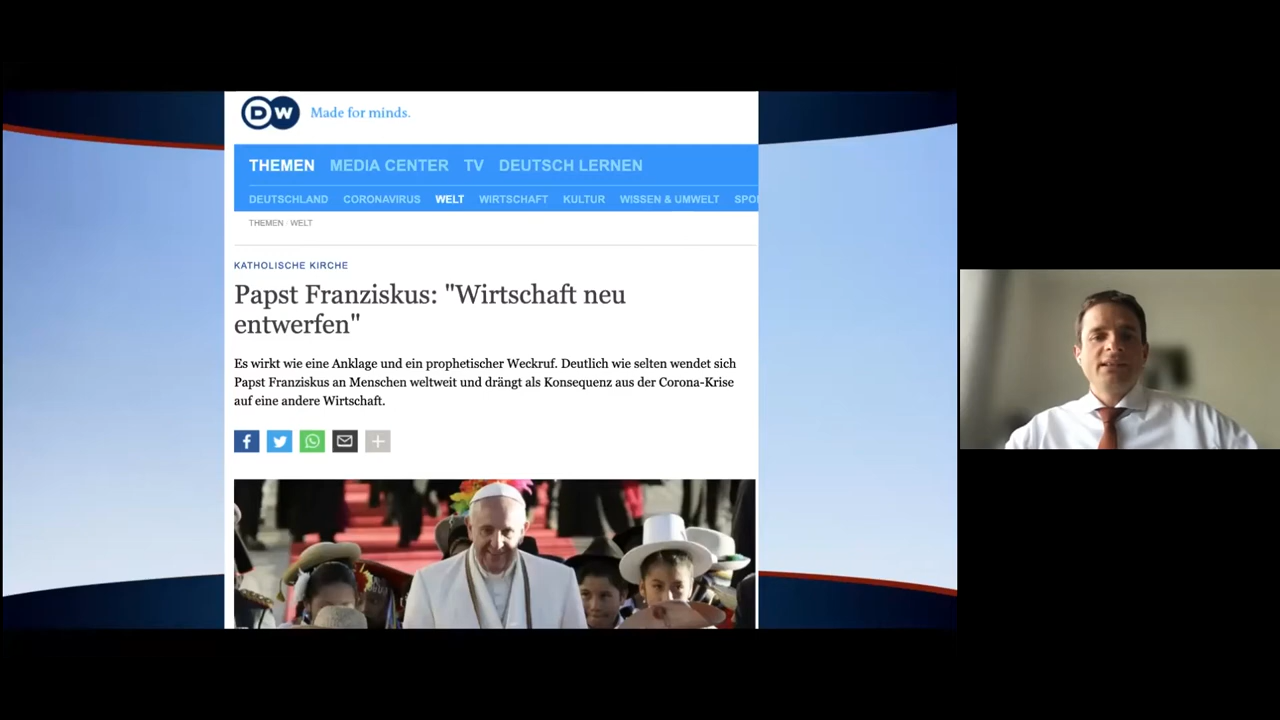 DW Made for minds.
THEMEN MEDIA CENTER TV DEUTSCH LERNEN
DEUTSCHLAND CORONAVIRUS WELT WIRTSCHAFT KULTUR WISSEN & UMWELT SPO
THEMEN · WELT
KATHOLISCHE KIRCHE
Papst Franziskus: "Wirtschaft neu
entwerfen"
Es wirkt wie eine Anklage und ein prophetischer Weckruf. Deutlich wie selten wendet sich
Papst Franziskus an Menschen weltweit und drängt als Konsequenz aus der Corona-Krise
auf eine andere Wirtschaft.